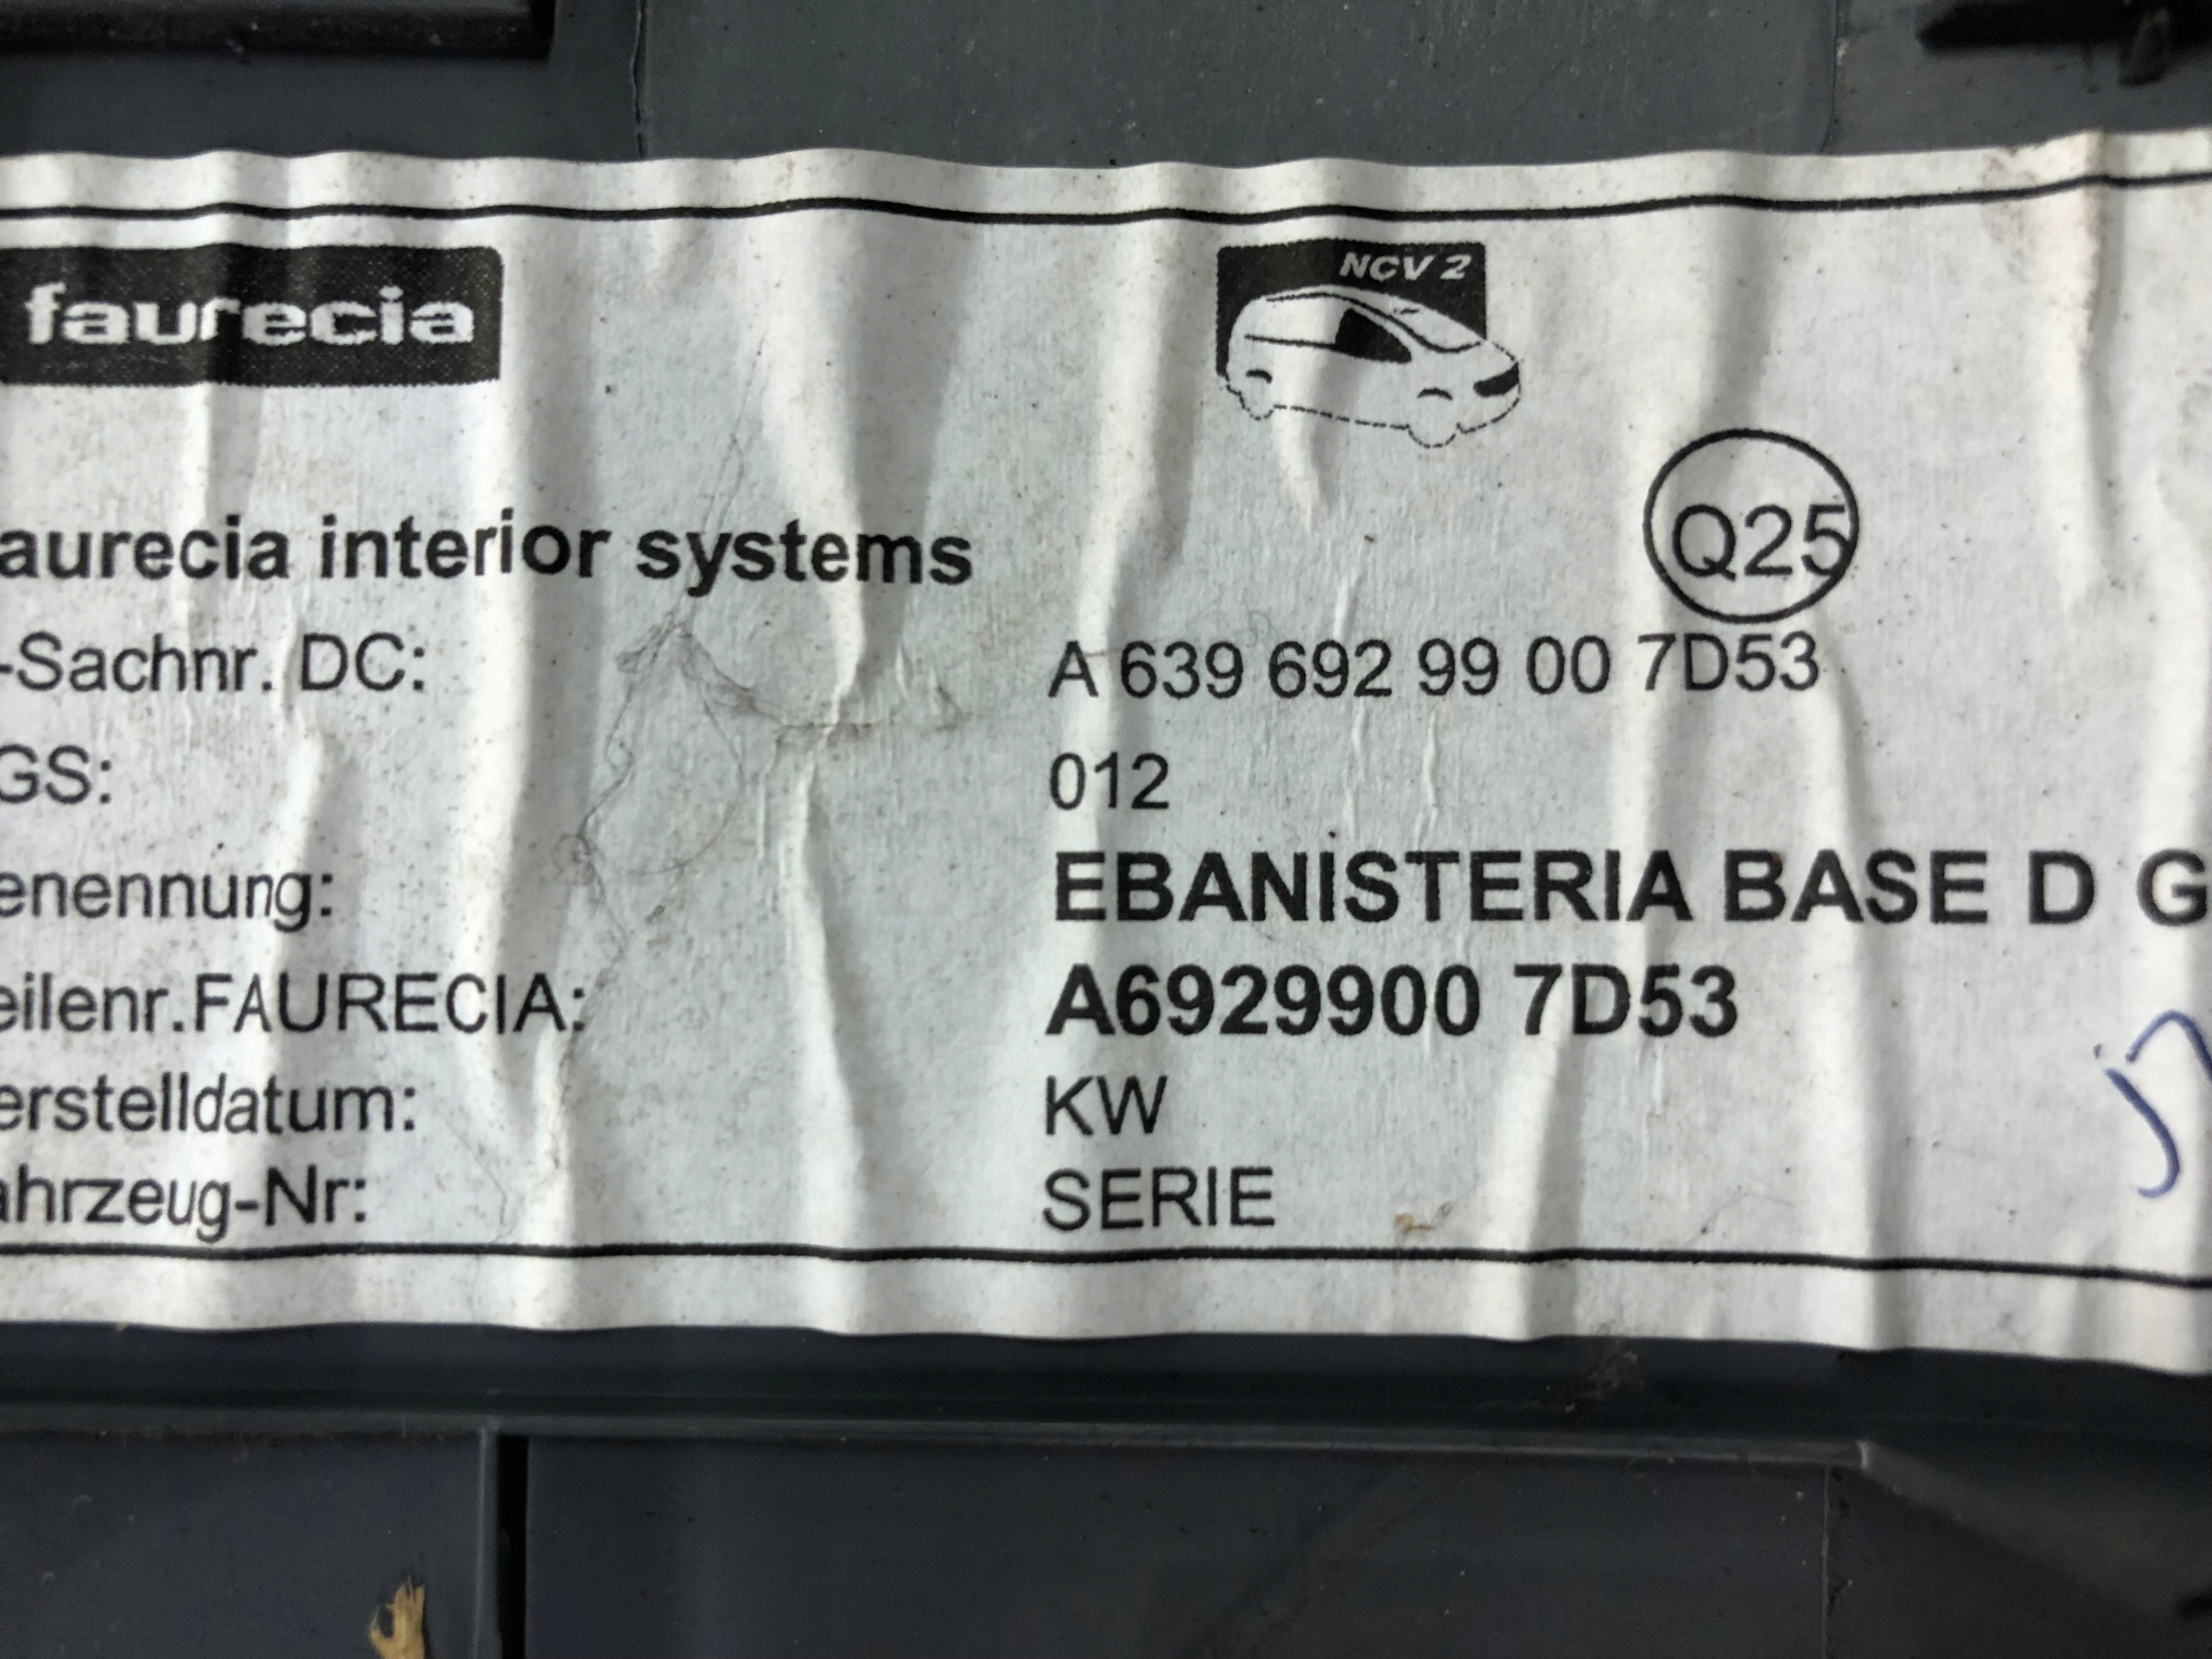 faurecia
NCV 2
aurecia interior systems
Q25
-Sachnr. DC: A 639 692 99 00 7D53
GS: 012
enennung: EBANISTERIA BASE D G
eilenr.FAURECIA: A6929900 7D53
erstelldatum: KW
ahrzeug-Nr: SERIE